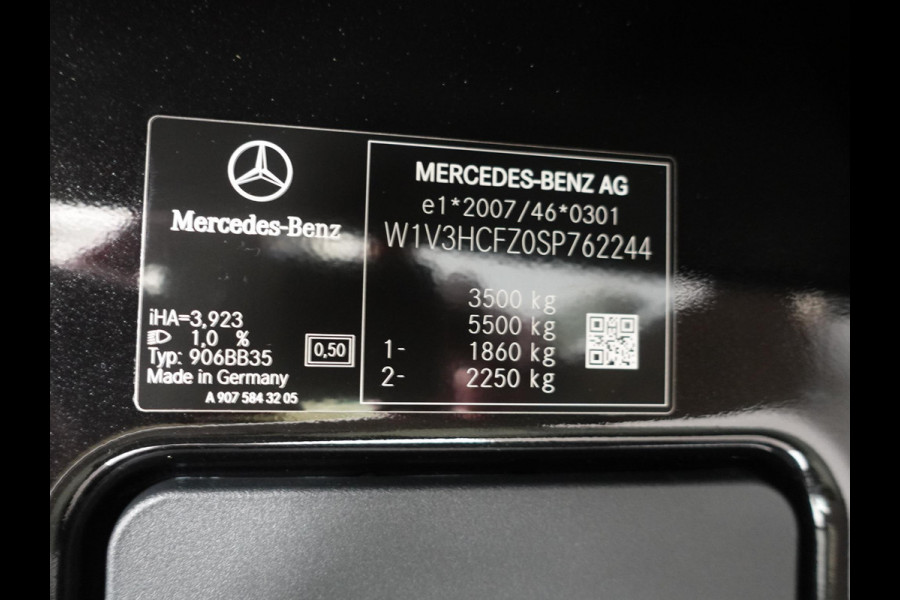 Mercedes-Benz
iHA=3,923
1,0 %
Typ: 906BB35
Made in Germany
A 907 584 32 05
0,50
MERCEDES-BENZ AG
e1*2007/46*0301
W1V3HCFZ0SP762244
3500 kg
5500 kg
1- 1860 kg
2- 2250 kg